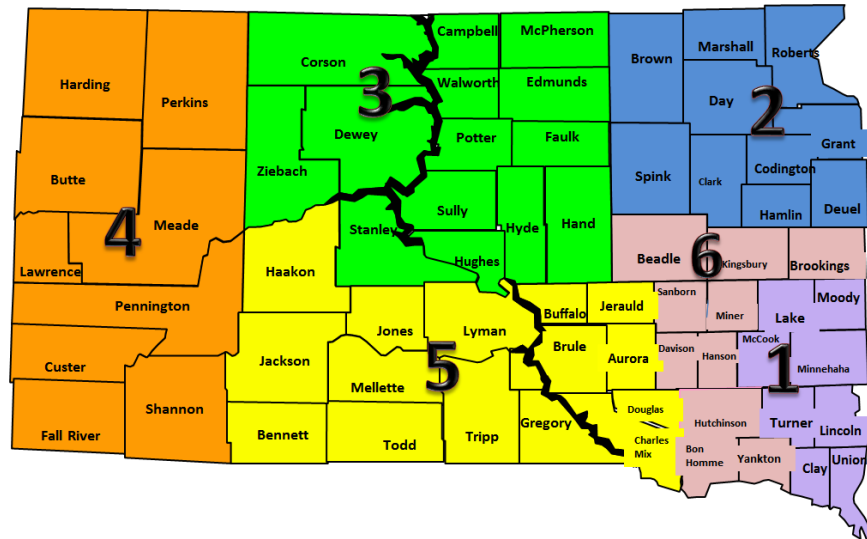 Campbell
McPherson
Marshall
Roberts
Harding
Perkins
Corson
Walworth
Edmunds
Brown
Day
3
2
Dewey
Potter
Faulk
Grant
Butte
Ziebach
Spink
Clark
Codington
Meade
4
Sully
Hyde
Hand
Hamlin
Deuel
Stanley
Lawrence
Haakon
Hughes
Beadle
6
Kingsbury
Brookings
Pennington
Sanborn
Buffalo
Jerauld
Miner
Lake
Moody
Jones
Lyman
Custer
Jackson
5
Brule
Aurora
Davison
Hanson
McCook
1
Minnehaha
Mellette
Shannon
Fall River
Bennett
Todd
Tripp
Gregory
Douglas
Hutchinson
Turner
Lincoln
Charles
Mix
Bon
Homme
Yankton
Clay
Union